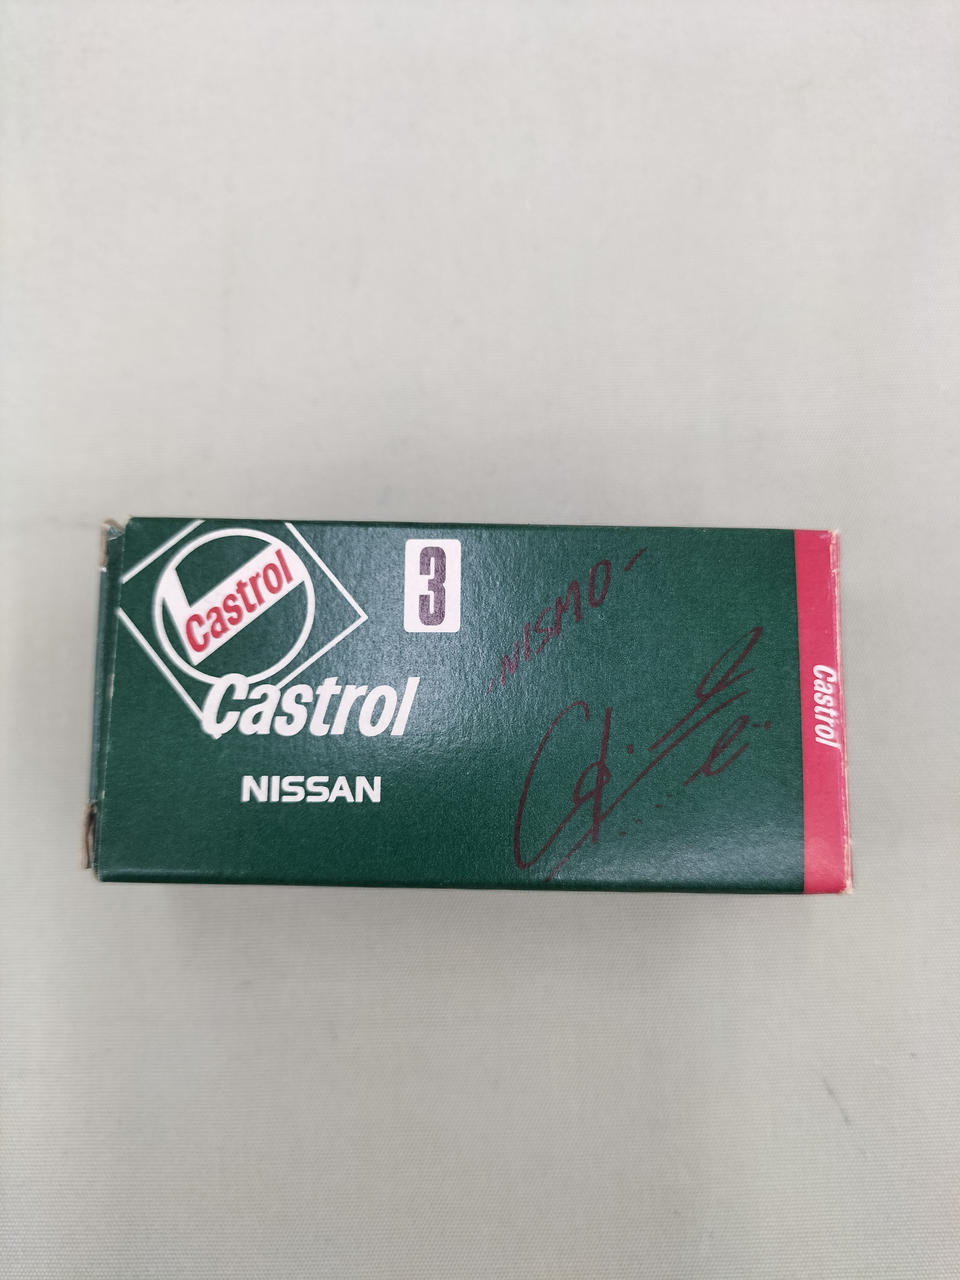 Castrol
3
-NISMO-
Castrol
NISSAN
Castrol